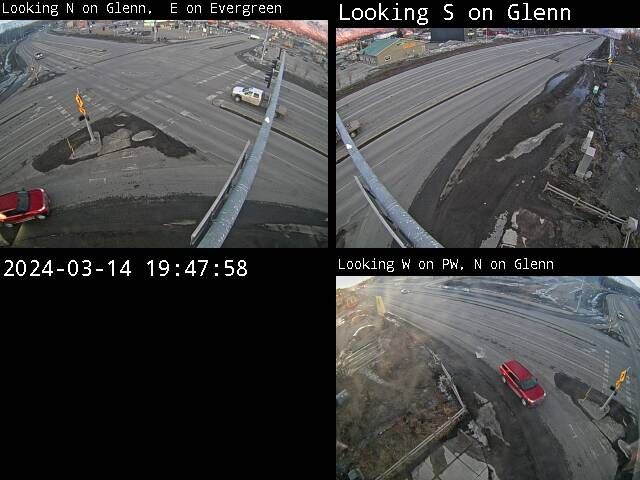 Looking N on Glenn,  E on Evergreen
Looking S on Glenn
2024-03-14 19:47:58
Looking W on PW, N on Glenn